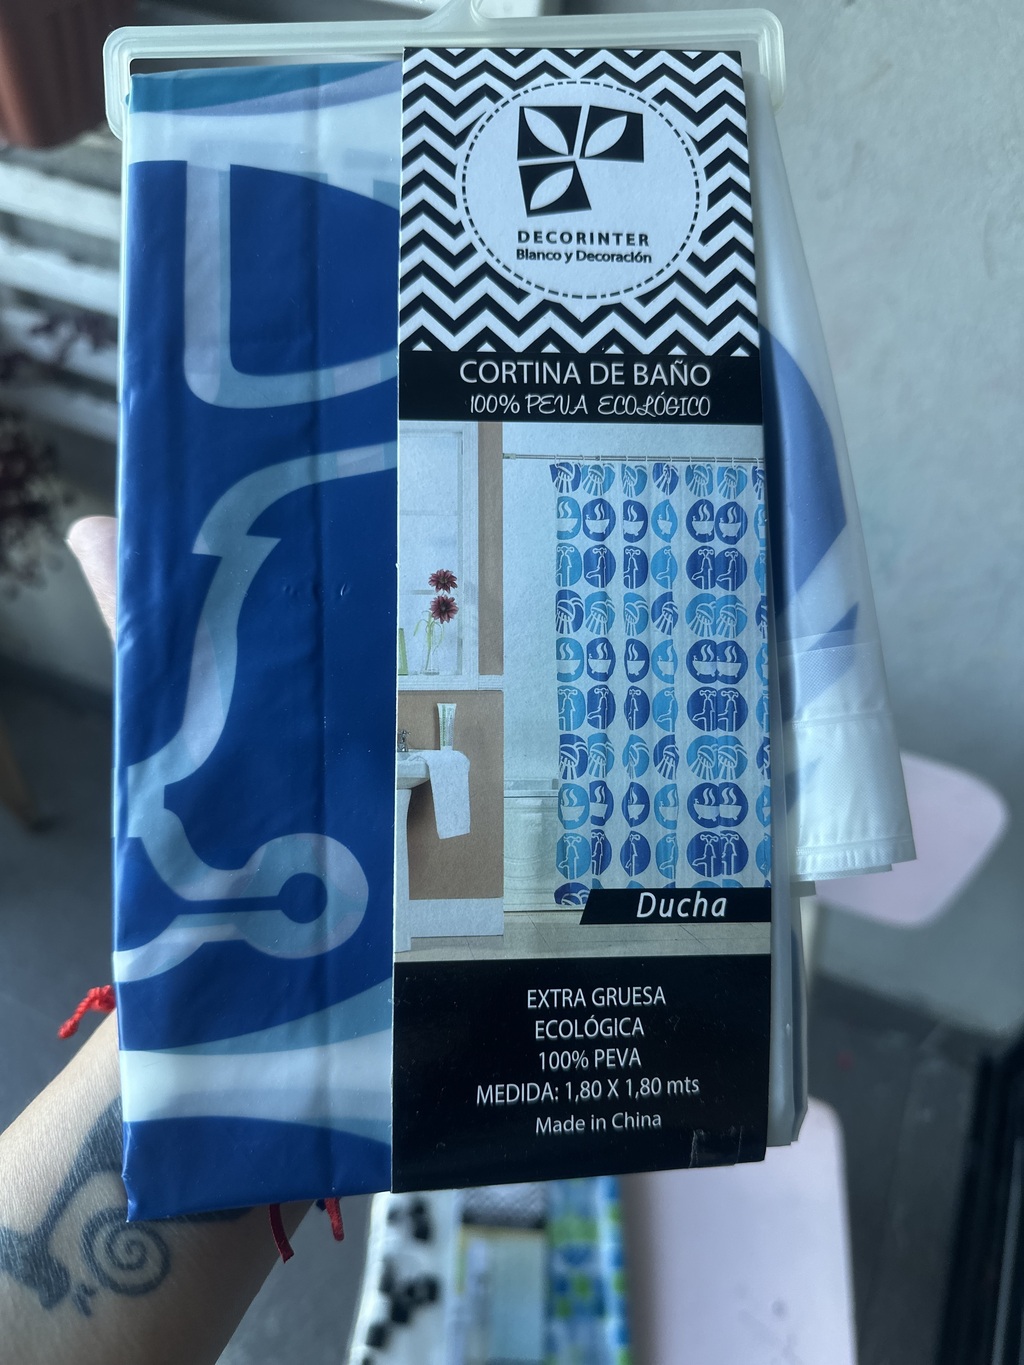 DECORINTER
Blanco y Decoración
CORTINA DE BAÑO
100% PEVA ECOLÓGICO
Ducha
EXTRA GRUESA
ECOLÓGICA
100% PEVA
MEDIDA: 1,80 X 1,80 mts
Made in China